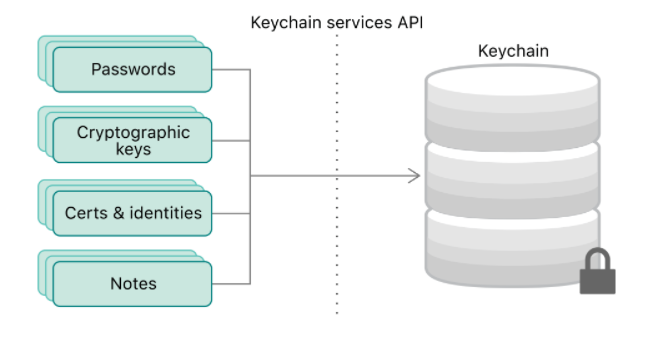 Keychain services API
Keychain
Passwords
Cryptographic
keys
Certs & identities
Notes